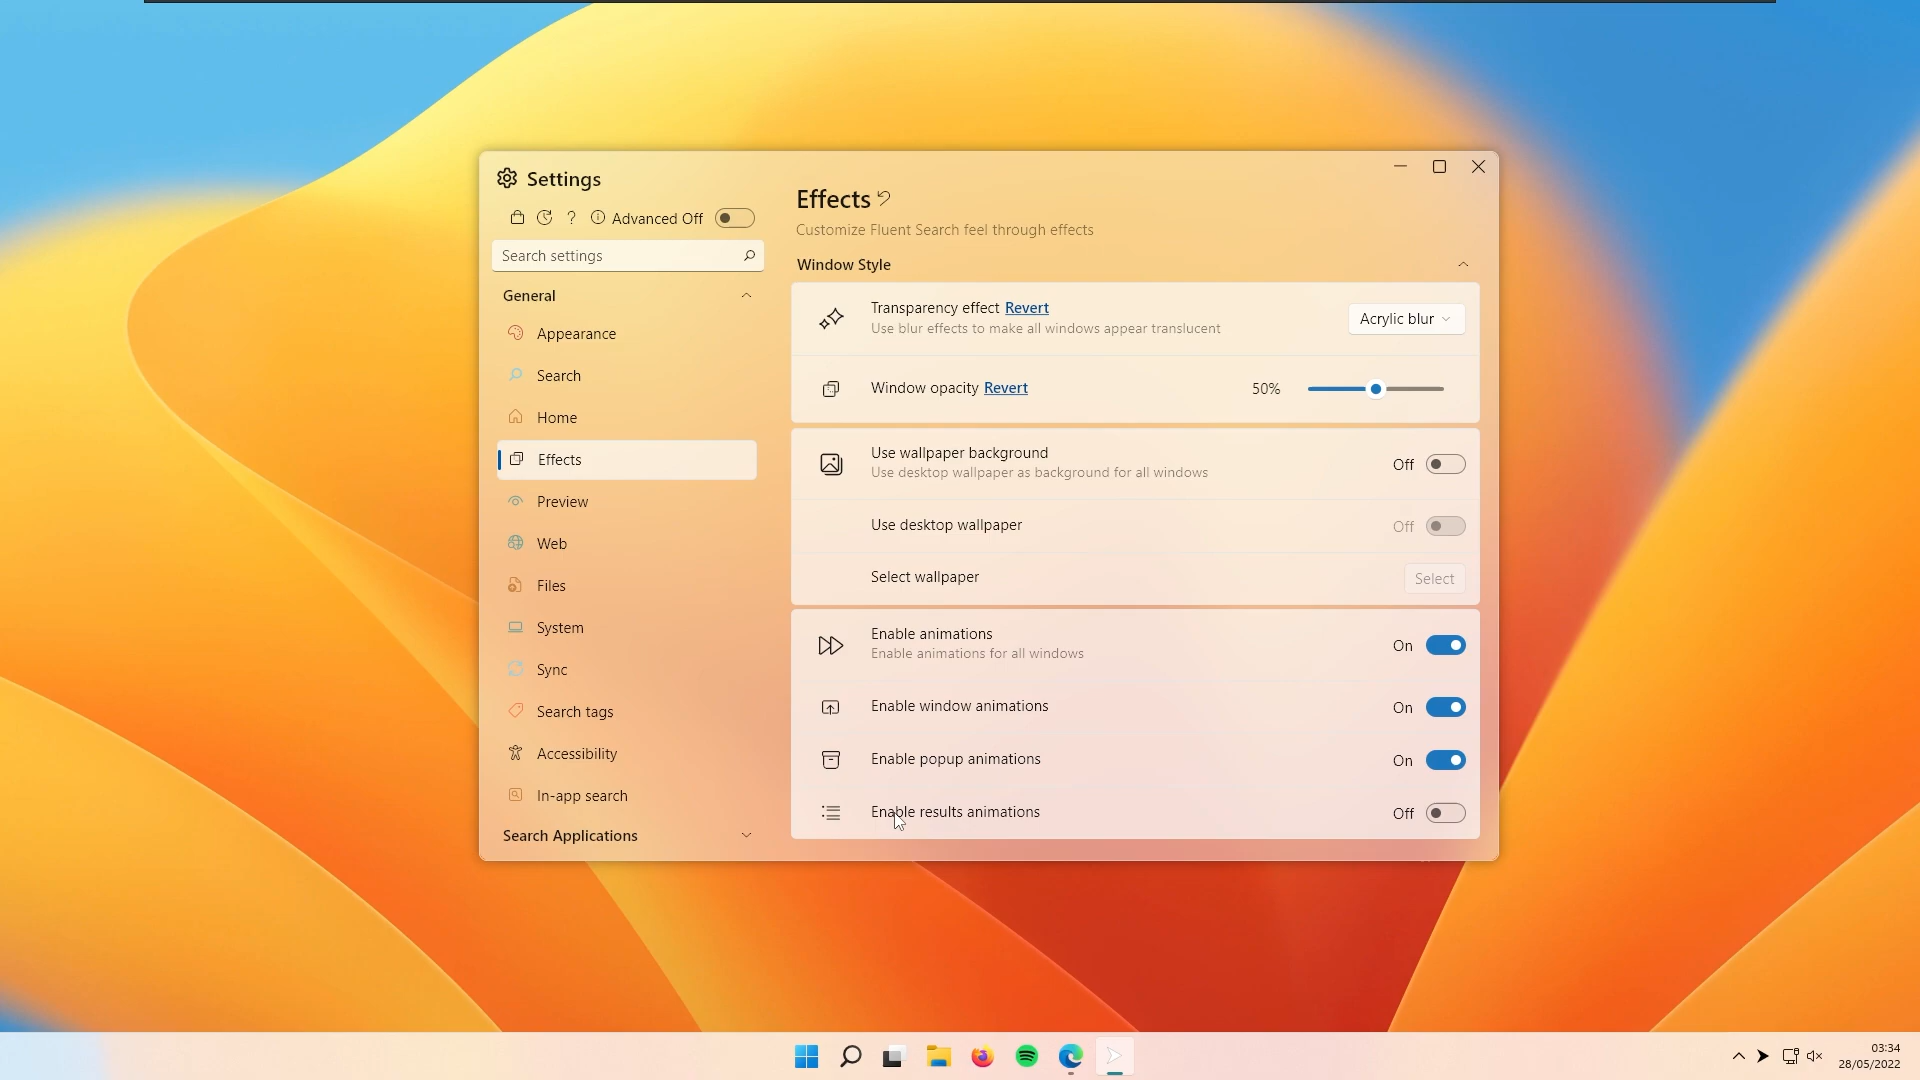 Settings
? Advanced Off
Search settings
General
Appearance
Search
Home
Effects
Preview
Web
Files
System
Sync
Search tags
Accessibility
In-app search
Search Applications
Effects
Customize Fluent Search feel through effects
Window Style
Transparency effect Revert
Use blur effects to make all windows appear translucent
Acrylic blur
Window opacity Revert
50%
Use wallpaper background
Use desktop wallpaper as background for all windows
Off
Use desktop wallpaper
Off
Select wallpaper
Select
Enable animations
Enable animations for all windows
On
Enable window animations
On
Enable popup animations
On
Enable results animations
Off
03:34
28/05/2022